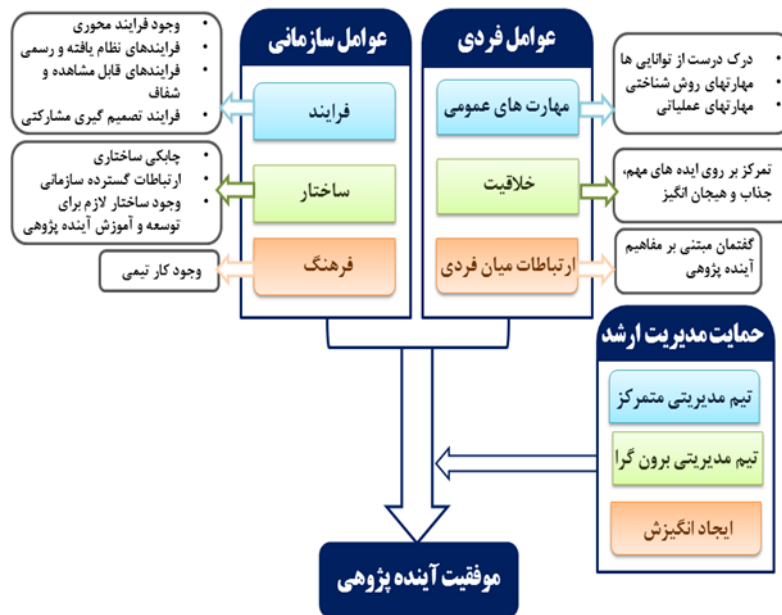 عوامل فردی
مهارت های عمومی
خلاقیت
ارتباطات میان فردی
• درک درست از توانایی ها
• مهارتهای روش شناختی
• مهارتهای عملیاتی
تمرکز بر روی ایده های مهم،
جذاب و هیجان انگیز
گفتمان مبتنی بر مفاهیم
آینده پژوهی
عوامل سازمانی
فرایند
ساختار
فرهنگ
• وجود فرایند محوری
• فرایندهای نظام یافته و رسمی
• فرایندهای قابل مشاهده و
شفاف
• فرایند تصمیم گیری مشارکتی
• چابکی ساختاری
• ارتباطات گسترده سازمانی
• وجود ساختار لازم برای
توسعه و آموزش آینده پژوهی
وجود کار تیمی
حمایت مدیریت ارشد
تیم مدیریتی متمرکز
تیم مدیریتی برون گرا
ایجاد انگیزش
موفقیت آینده پژوهی